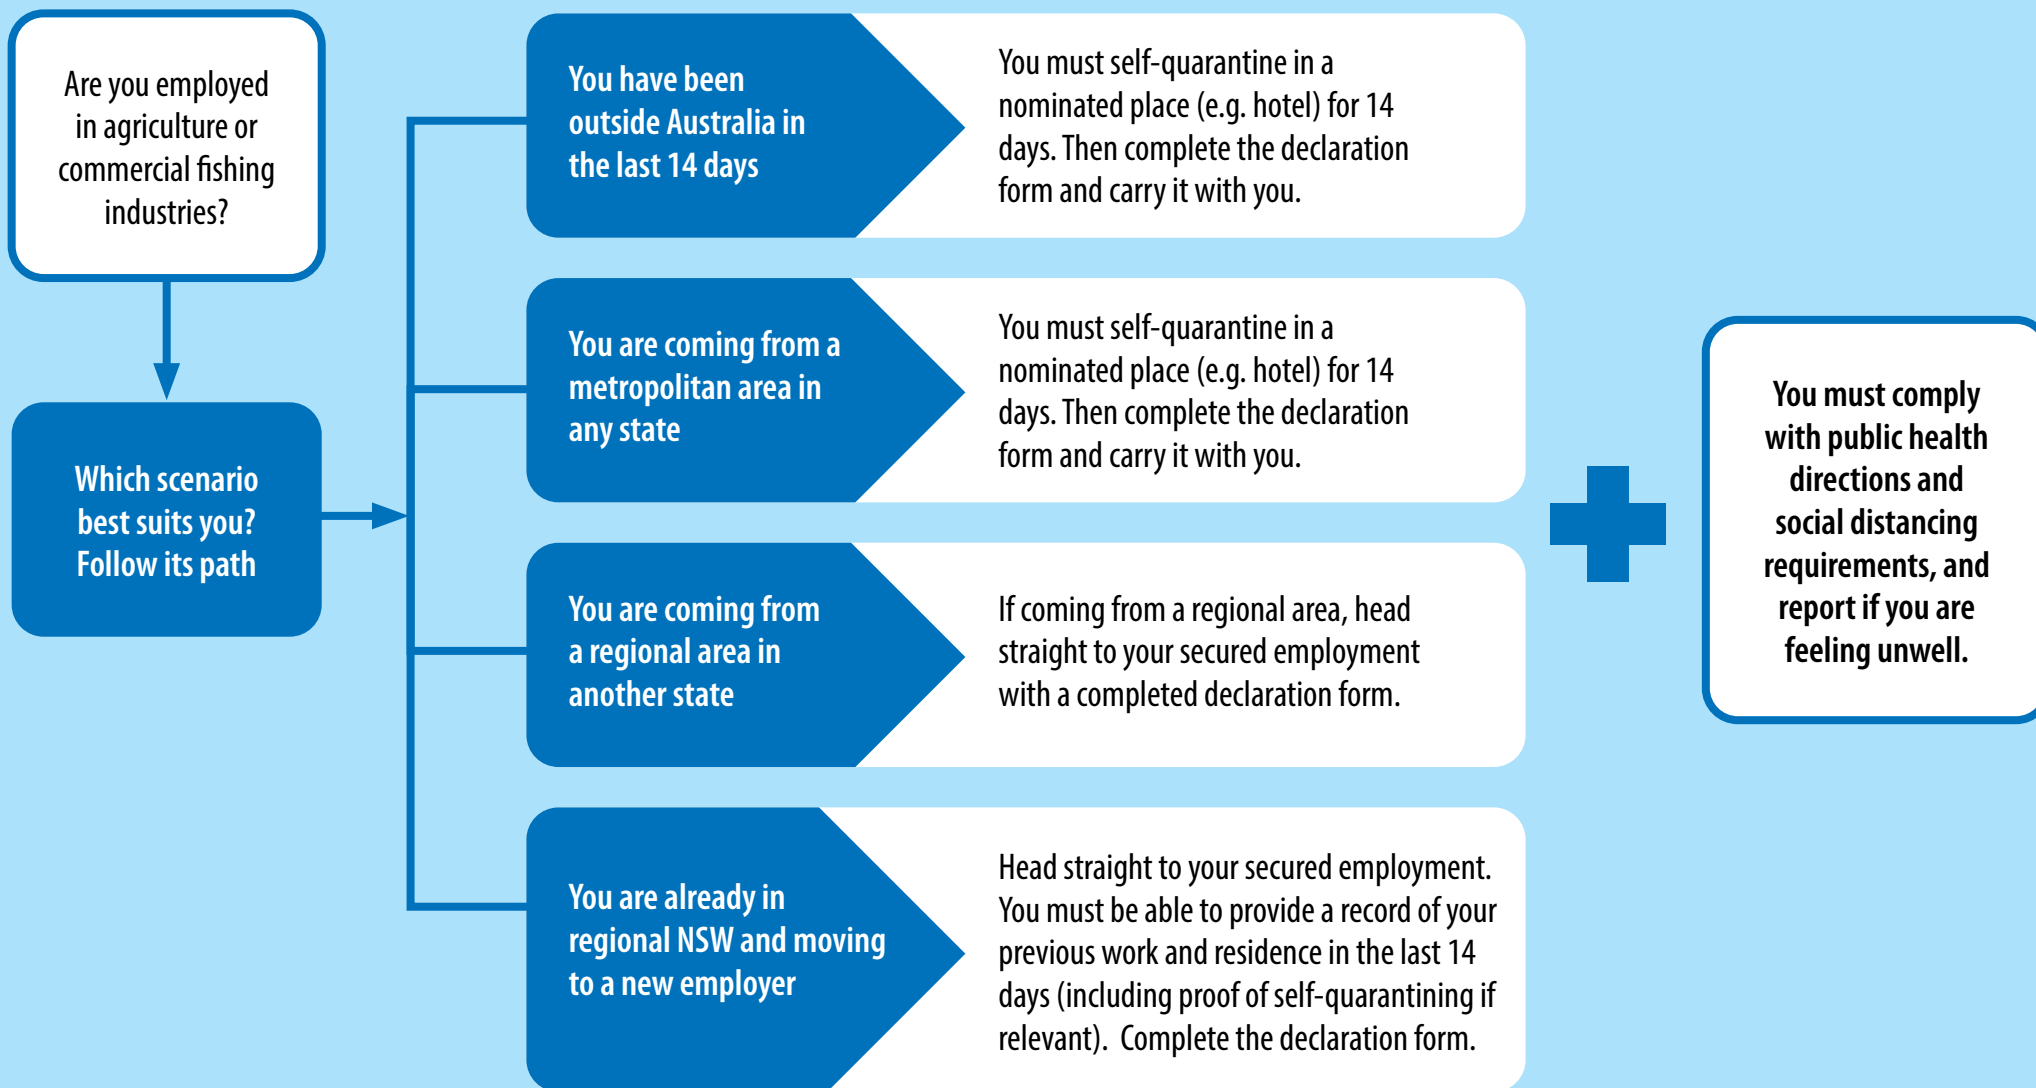 Are you employed
in agriculture or
commercial fishing
industries?
Which scenario
best suits you?
Follow its path
You have been
outside Australia in
the last 14 days
You must self-quarantine in a
nominated place (e.g. hotel) for 14
days. Then complete the declaration
form and carry it with you.
You are coming from a
metropolitan area in
any state
You must self-quarantine in a
nominated place (e.g. hotel) for 14
days. Then complete the declaration
form and carry it with you.
You are coming from
a regional area in
another state
If coming from a regional area, head
straight to your secured employment
with a completed declaration form.
You are already in
regional NSW and moving
to a new employer
Head straight to your secured employment.
You must be able to provide a record of your
previous work and residence in the last 14
days (including proof of self-quarantining if
relevant).  Complete the declaration form.
You must comply
with public health
directions and
social distancing
requirements, and
report if you are
feeling unwell.